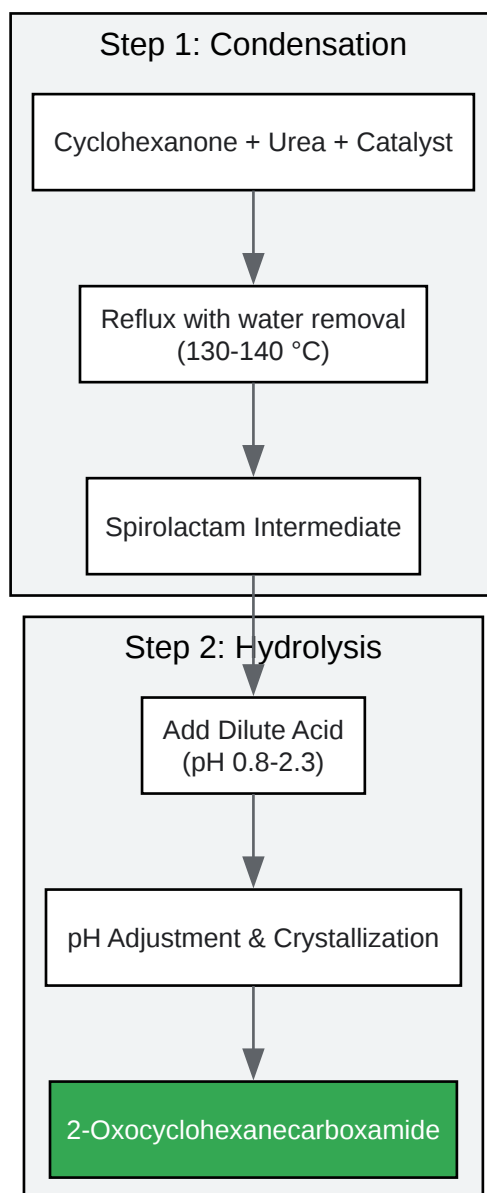 Step 1: Condensation
Cyclohexanone + Urea + Catalyst
Reflux with water removal
(130-140 °C)
Spirolactam Intermediate
Step 2: Hydrolysis
Add Dilute Acid
(pH 0.8-2.3)
pH Adjustment & Crystallization
2-Oxocyclohexanecarboxamide